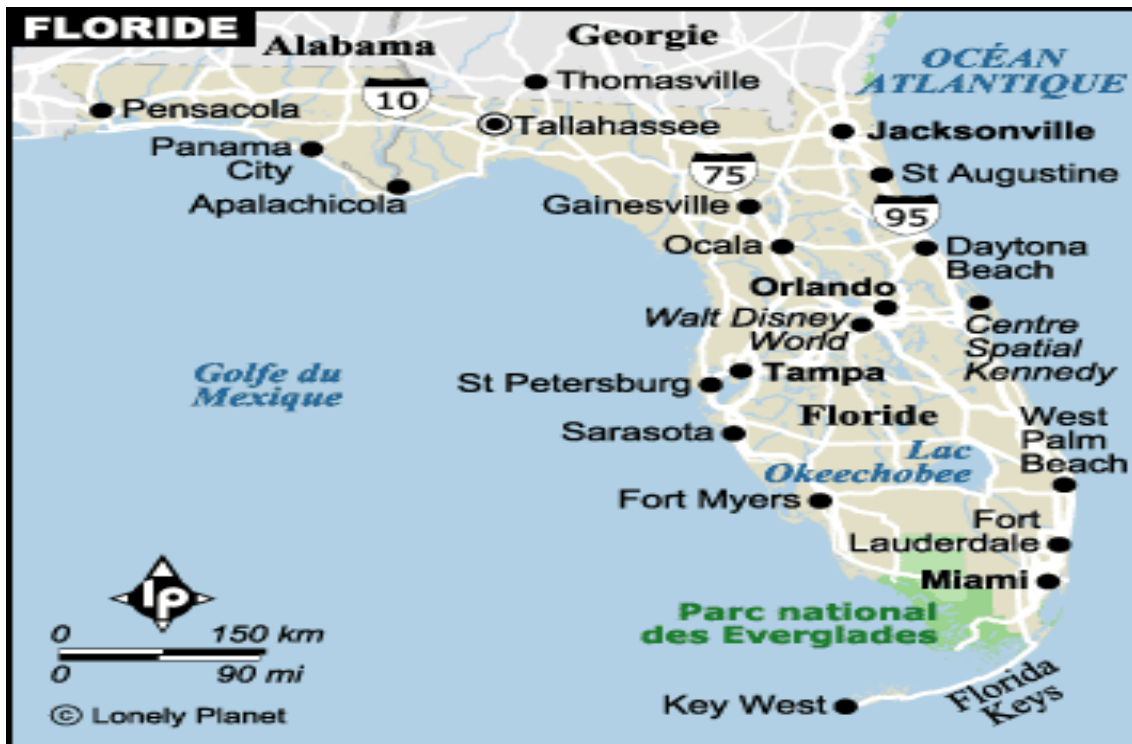 FLORIDE
Alabama
Georgie
OCÉAN
ATLANTIQUE
Thomasville
10
Pensacola
Tallahassee
Jacksonville
Panama
City
75
St Augustine
Apalachicola
Gainesville
95
Ocala
Daytona
Beach
Orlando
Walt Disney
World
Centre
Spatial
Kennedy
Golfe du
Mexique
St Petersburg
Tampa
Floride
West
Palm
Beach
Sarasota
Lac
Okeechobee
Fort Myers
Fort
Lauderdale
Miami
lp
Parc national
des Everglades
0 150 km
0 90 mi
Key West
Florida
Keys
© Lonely Planet